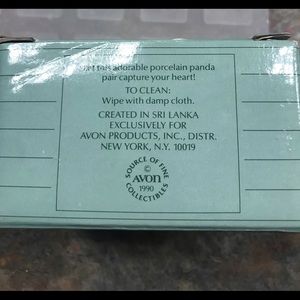 Let this adorable porcelain panda
pair capture your heart!
TO CLEAN:
Wipe with damp cloth.
CREATED IN SRI LANKA
EXCLUSIVELY FOR
AVON PRODUCTS, INC., DISTR.
NEW YORK, N.Y. 10019
SOURCE OF FINE
©
AVON
1990
COLLECTIBLES